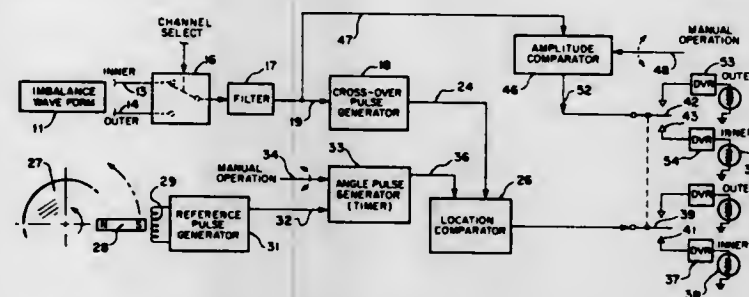 CHANNEL
SELECT
16
17
18
47
AMPLITUDE
COMPARATOR
46
MANUAL
OPERATION
48
53
DVR
OUTE
42
43
52
INNER
13
14
OUTER
IMBALANCE
WAVE FORM
11
FILTER
19
CROSS-OVER
PULSE
GENERATOR
24
DVR
INNER
54
27
29
N S
28
REFERENCE
PULSE
GENERATOR
31
32
MANUAL
OPERATION
34
33
ANGLE PULSE
GENERATOR
(TIMER)
36
26
LOCATION
COMPARATOR
DVR
OUTE
39
41
INNER
DVR
37
38